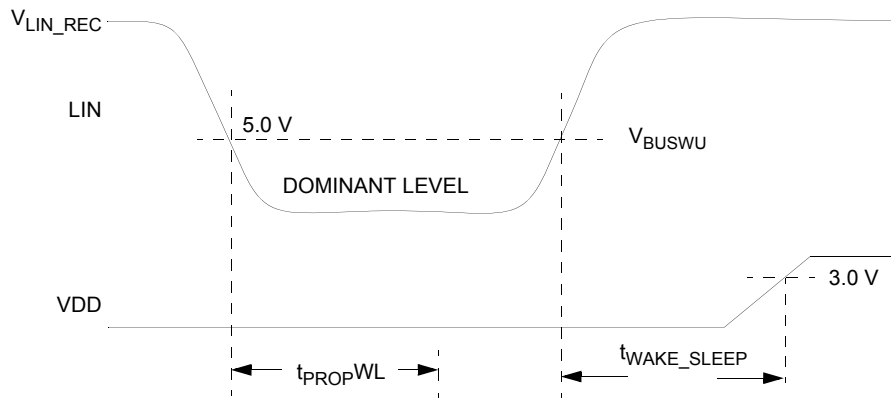 VLIN_REC
LIN
5.0 V
VBUSWU
DOMINANT LEVEL
VDD
3.0 V
tPROPWL
tWAKE_SLEEP